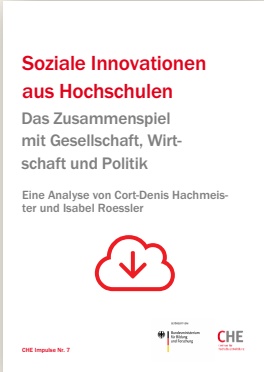 Soziale Innovationen
aus Hochschulen
Das Zusammenspiel
mit Gesellschaft, Wirt-
schaft und Politik
Eine Analyse von Cort-Denis Hachmeis-
ter und Isabel Roessler
Bundesministerium
für Bildung
und Forschung
CHE
CHE Impulse Nr. 7